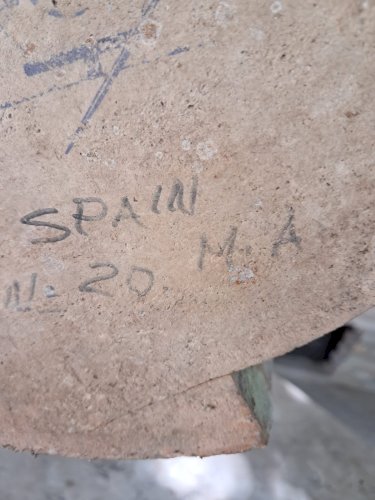 SPAIN
N= 20. M. A